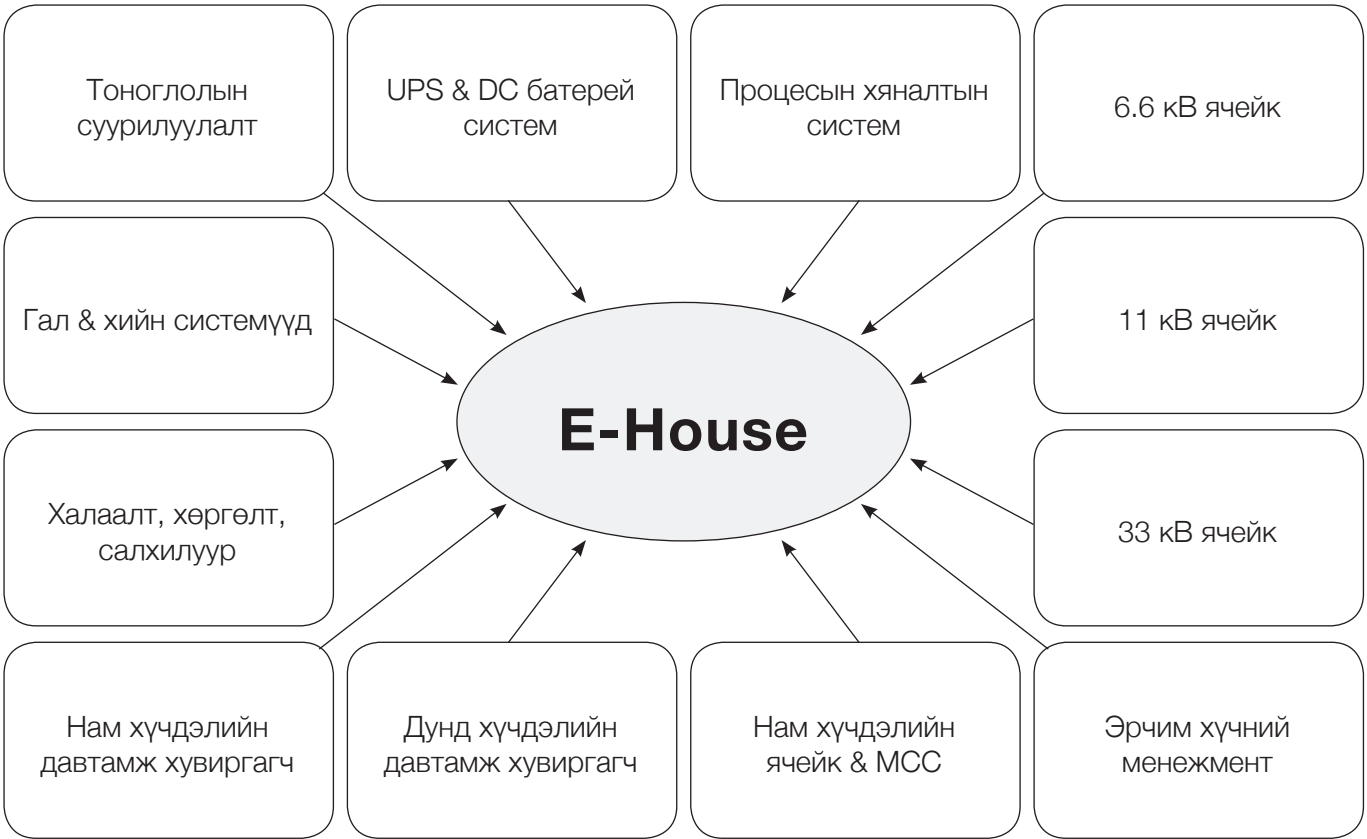 Тоноглолын
суурилуулалт
UPS & DC батерей
систем
Процесын хяналтын
систем
6.6 кВ ячейк
Гал & хийн системүүд
11 кВ ячейк
E-House
Халаалт, хөргөлт,
салхилуур
33 кВ ячейк
Нам хүчдэлийн
давтамж хувиргагч
Дунд хүчдэлийн
давтамж хувиргагч
Нам хүчдэлийн
ячейк & MCC
Эрчим хүчний
менежмент